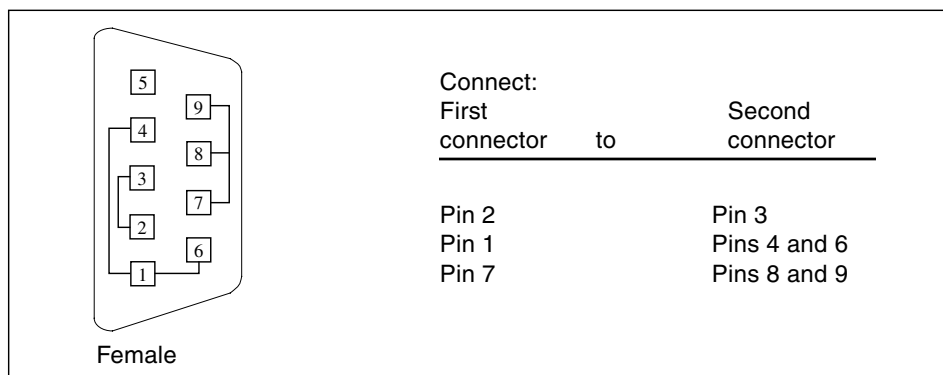 5
9
4
8
3
7
2
6
1
Female
Connect:
First Second
connector to connector
Pin 2 Pin 3
Pin 1 Pins 4 and 6
Pin 7 Pins 8 and 9